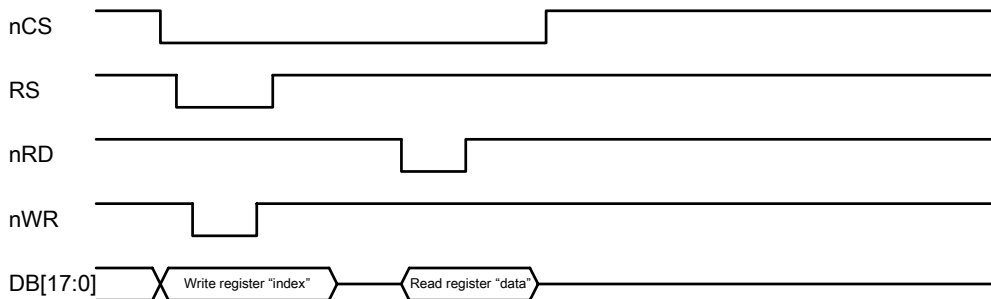 nCS
RS
nRD
nWR
DB[17:0] Write register “index” Read register “data”